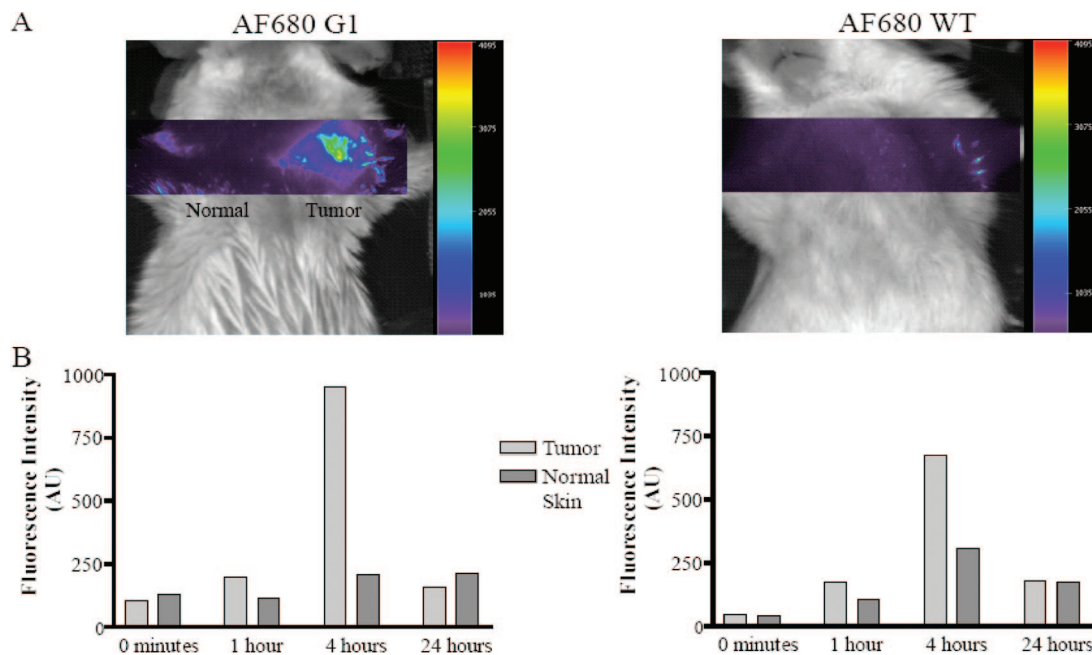 A
AF680 G1
AF680 WT
4095
3075
2055
1035
Normal Tumor
4095
3075
2055
1035
B
Fluorescence Intensity
(AU)
1000
750
500
250
0
0 minutes 1 hour 4 hours 24 hours
Tumor
Normal
Skin
Fluorescence Intensity
(AU)
1000
750
500
250
0
0 minutes 1 hour 4 hours 24 hours